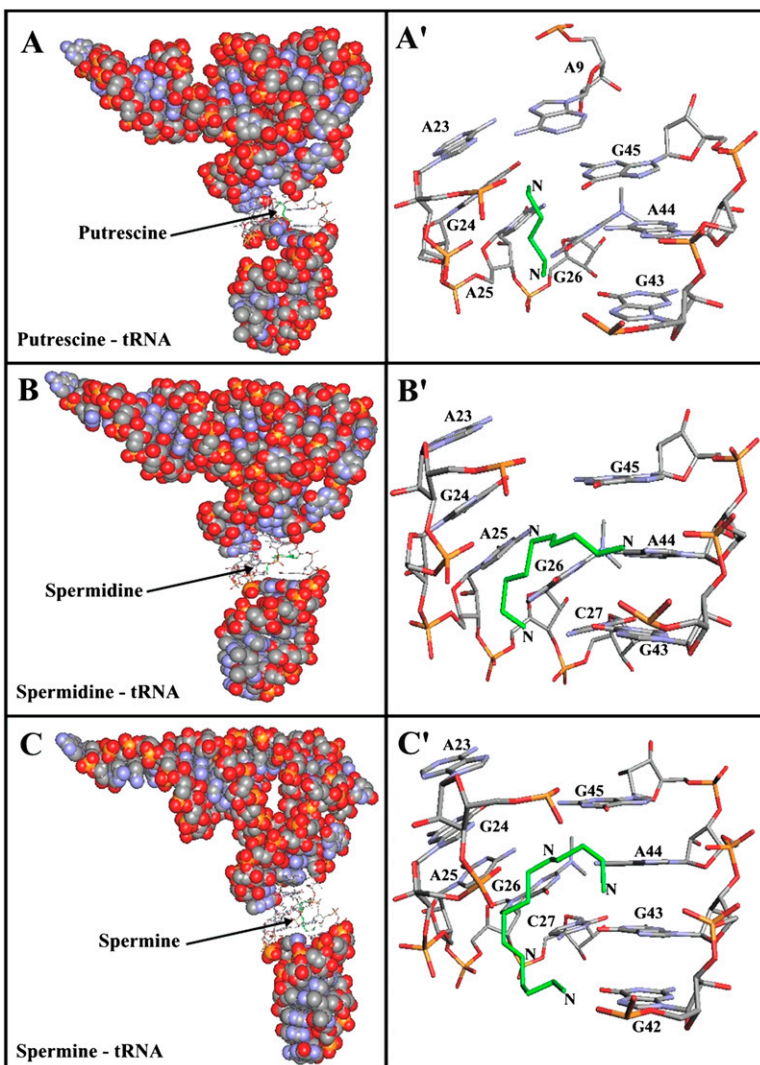 A
Putrescine
Putrescine - tRNA
A'
A9
A23
G45
N
G24
A44
N
G26
A25
G43
B
Spermidine
Spermidine - tRNA
B'
A23
G45
G24
A25
N
N
A44
G26
C27
N
G43
C
Spermine
Spermine - tRNA
C'
A23
G45
G24
N
A44
A25
G26
N
C27
G43
N
N
G42